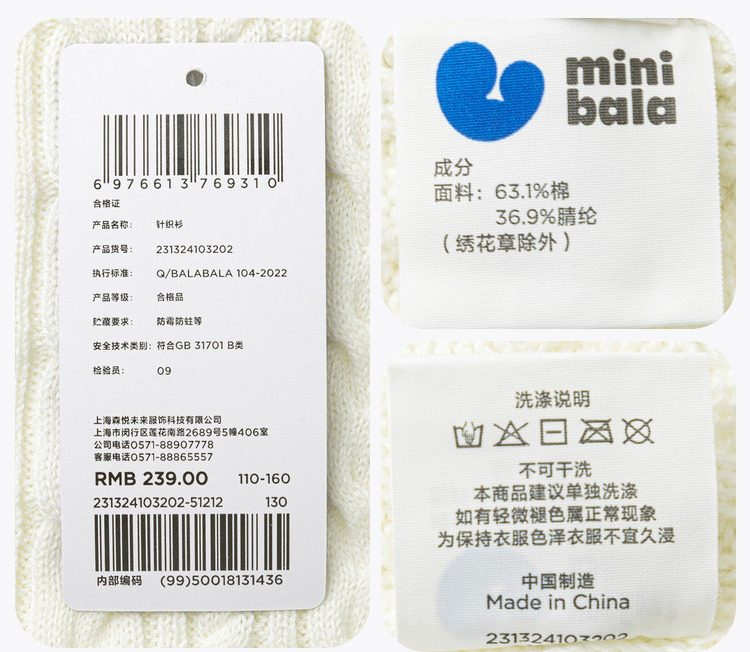 6 976613 769310
合格证
产品名称: 针织衫
产品货号: 231324103202
执行标准: Q/BALABALA 104-2022
产品等级: 合格品
贮藏要求: 防霉防蛀等
安全技术类别: 符合GB 31701 B类
检验员: 09
上海森悦未来服饰科技有限公司
上海市闵行区莲花南路2689号5幢406室
公司电话0571-88907778
客服电话0571-88865557
RMB 239.00 110-160
231324103202-51212 130
内部编码 (99)50018131436
mini
bala
成分
面料: 63.1%棉
36.9%腈纶
(绣花章除外)
洗涤说明
不可干洗
本商品建议单独洗涤
如有轻微褪色属正常现象
为保持衣服色泽衣服不宜久浸
中国制造
Made in China
231324103202